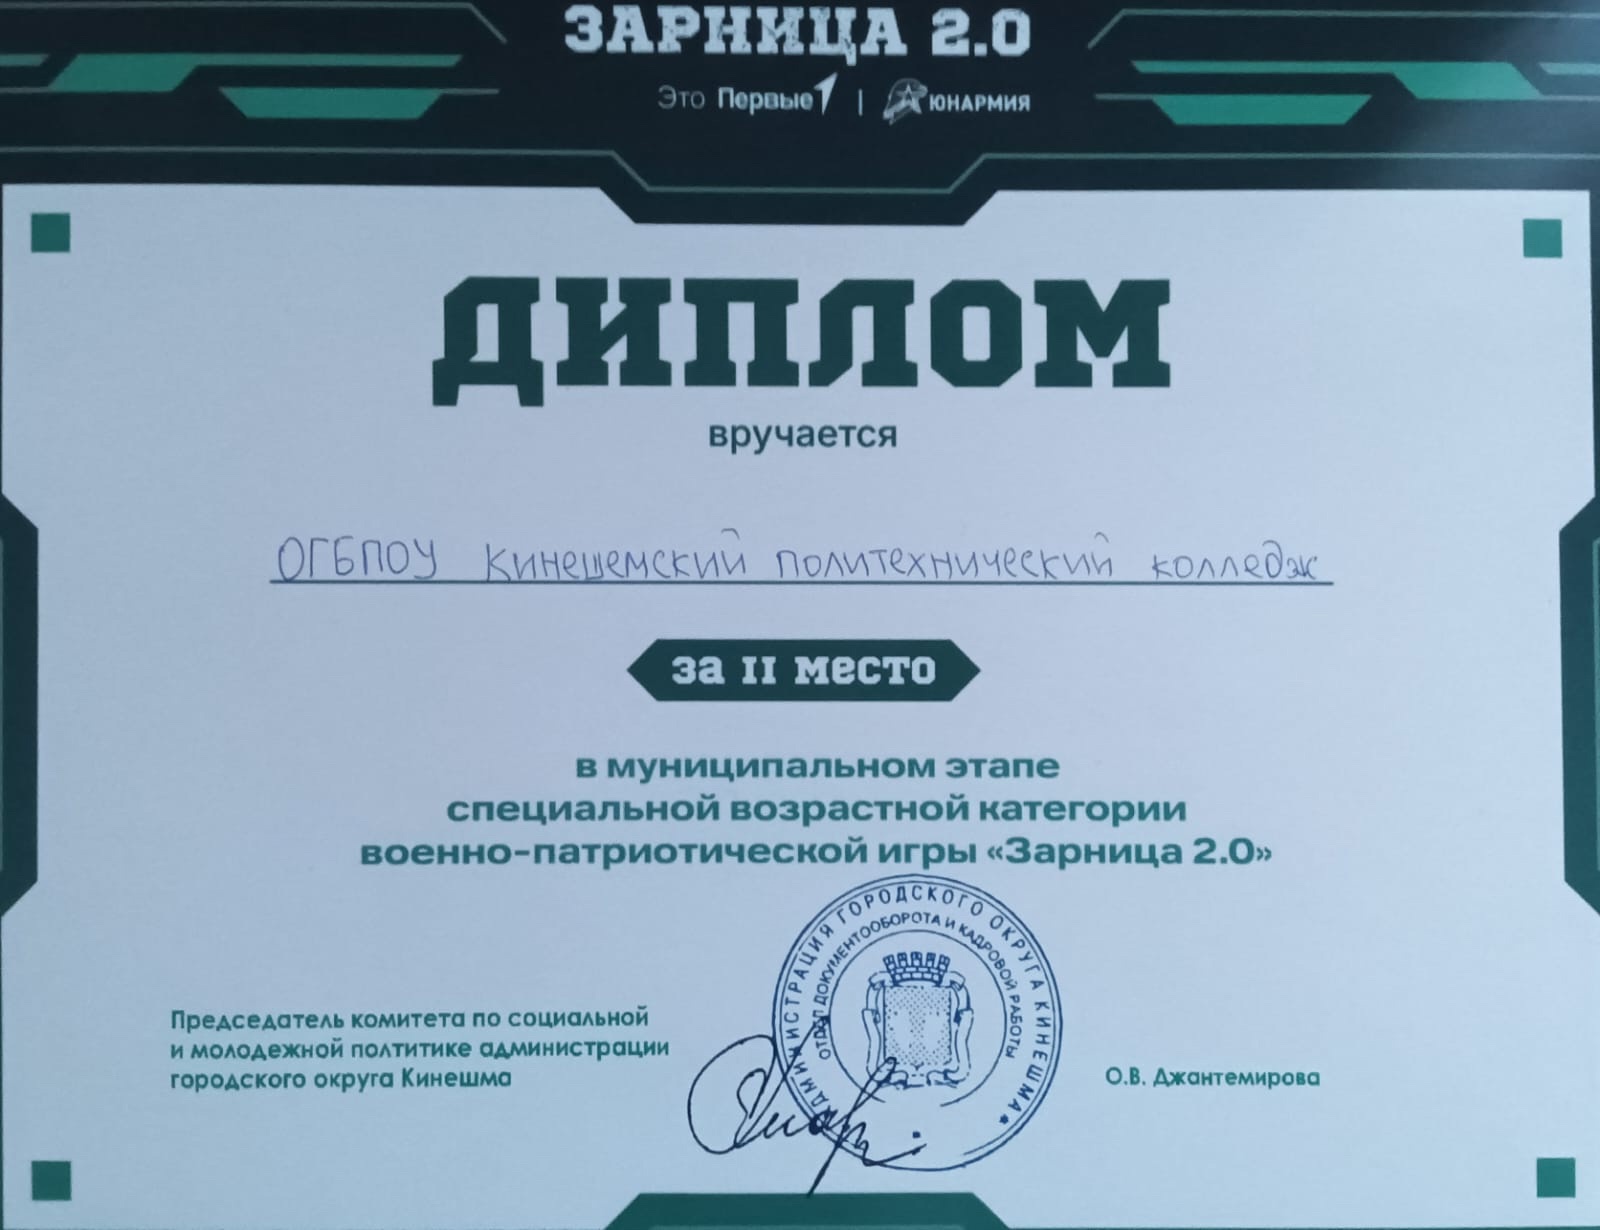 ЗАРНИЦА 2.0
Это Первые | ЮНАРМИЯ
ДИПЛОМ
вручается
ОГБПОУ Кинешемский политехнический колледж
за II место
в муниципальном этапе
специальной возрастной категории
военно-патриотической игры «Зарница 2.0»
АДМИНИСТРАЦИЯ ГОРОДСКОГО ОКРУГА КИНЕШМА *
ОТДЕЛ ДОКУМЕНТООБОРОТА И КАДРОВОЙ РАБОТЫ
Председатель комитета по социальной
и молодежной полтитике администрации
городского округа Кинешма
О.В. Джантемирова